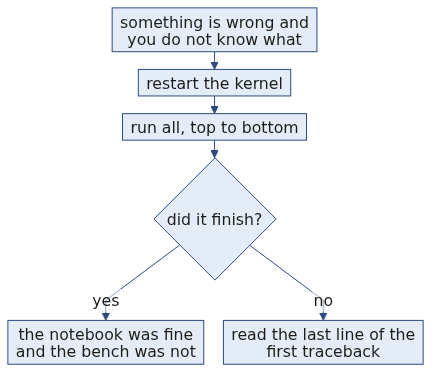 something is wrong and
you do not know what
restart the kernel
run all, top to bottom
did it finish?
yes
no
the notebook was fine
and the bench was not
read the last line of the
first traceback